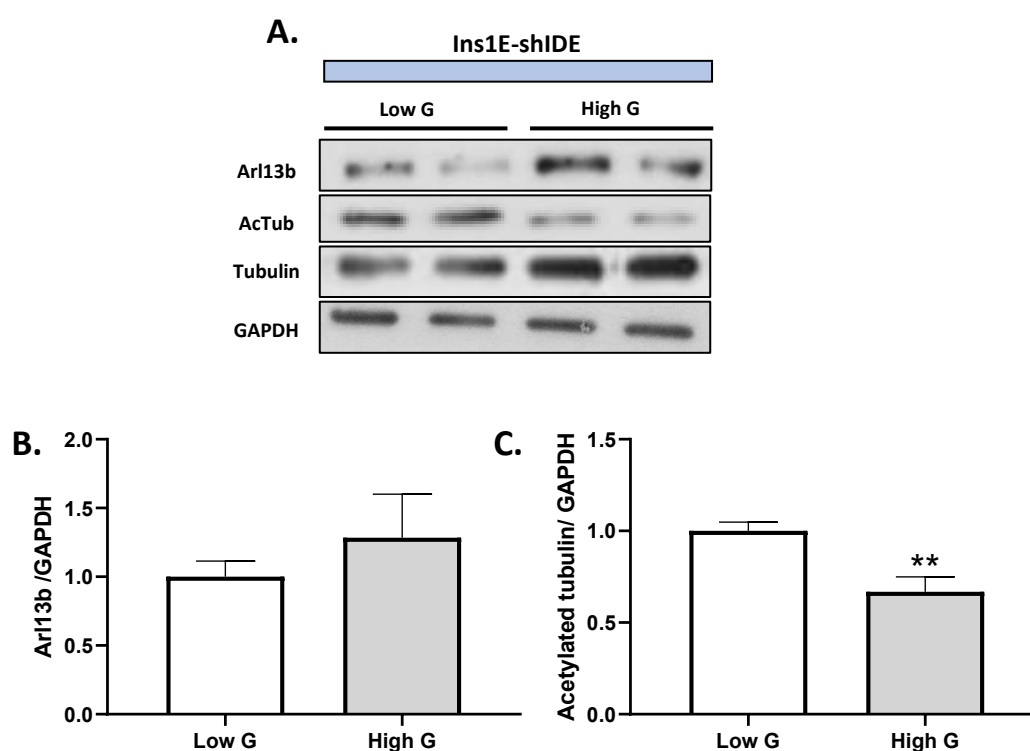 A.
Ins1E-shIDE
Low G High G
Arl13b
AcTub
Tubulin
GAPDH
B.
Arl13b /GAPDH
2.0
1.5
1.0
0.5
0.0
Low G High G
C.
Acetylated tubulin/ GAPDH
1.5
1.0
0.5
0.0
**
Low G High G